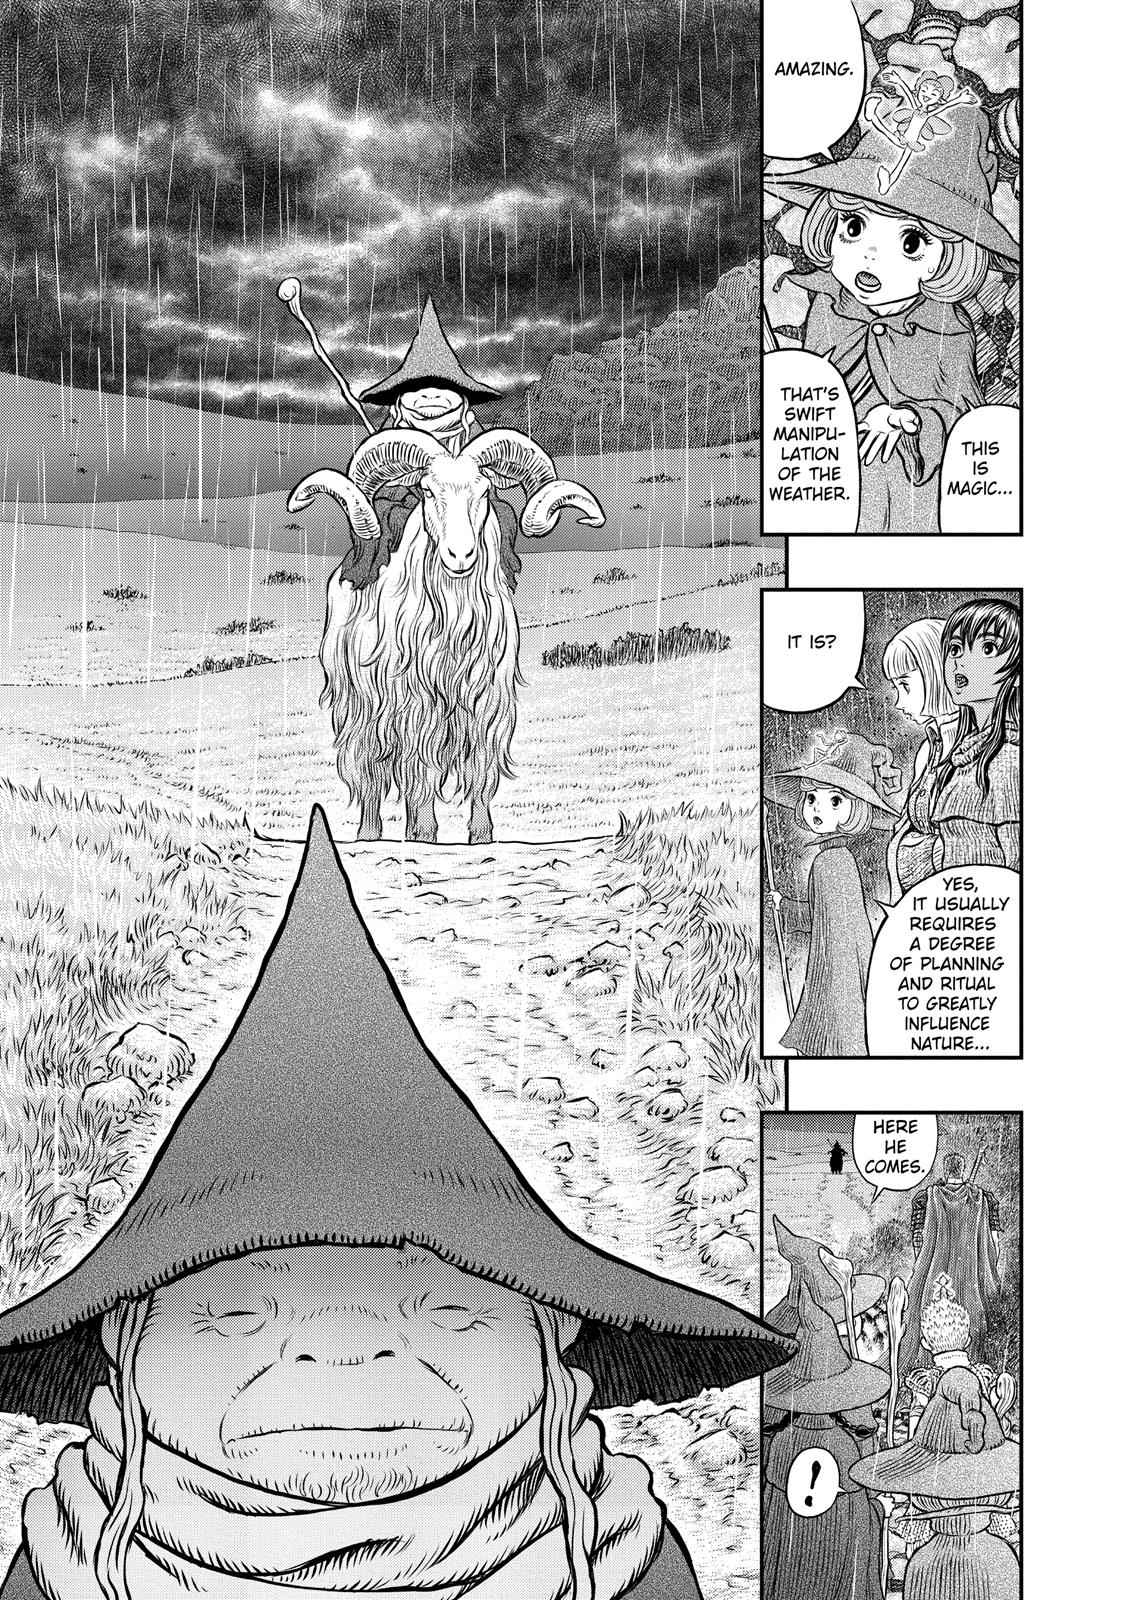 AMAZING.
THIS
IS
MAGIC...
THAT'S
SWIFT
MANIPU-
LATION
OF THE
WEATHER.
IT IS?
YES,
IT USUALLY
REQUIRES
A DEGREE
OF PLANNING
AND RITUAL
TO GREATLY
INFLUENCE
NATURE...
HERE
HE
COMES.
!